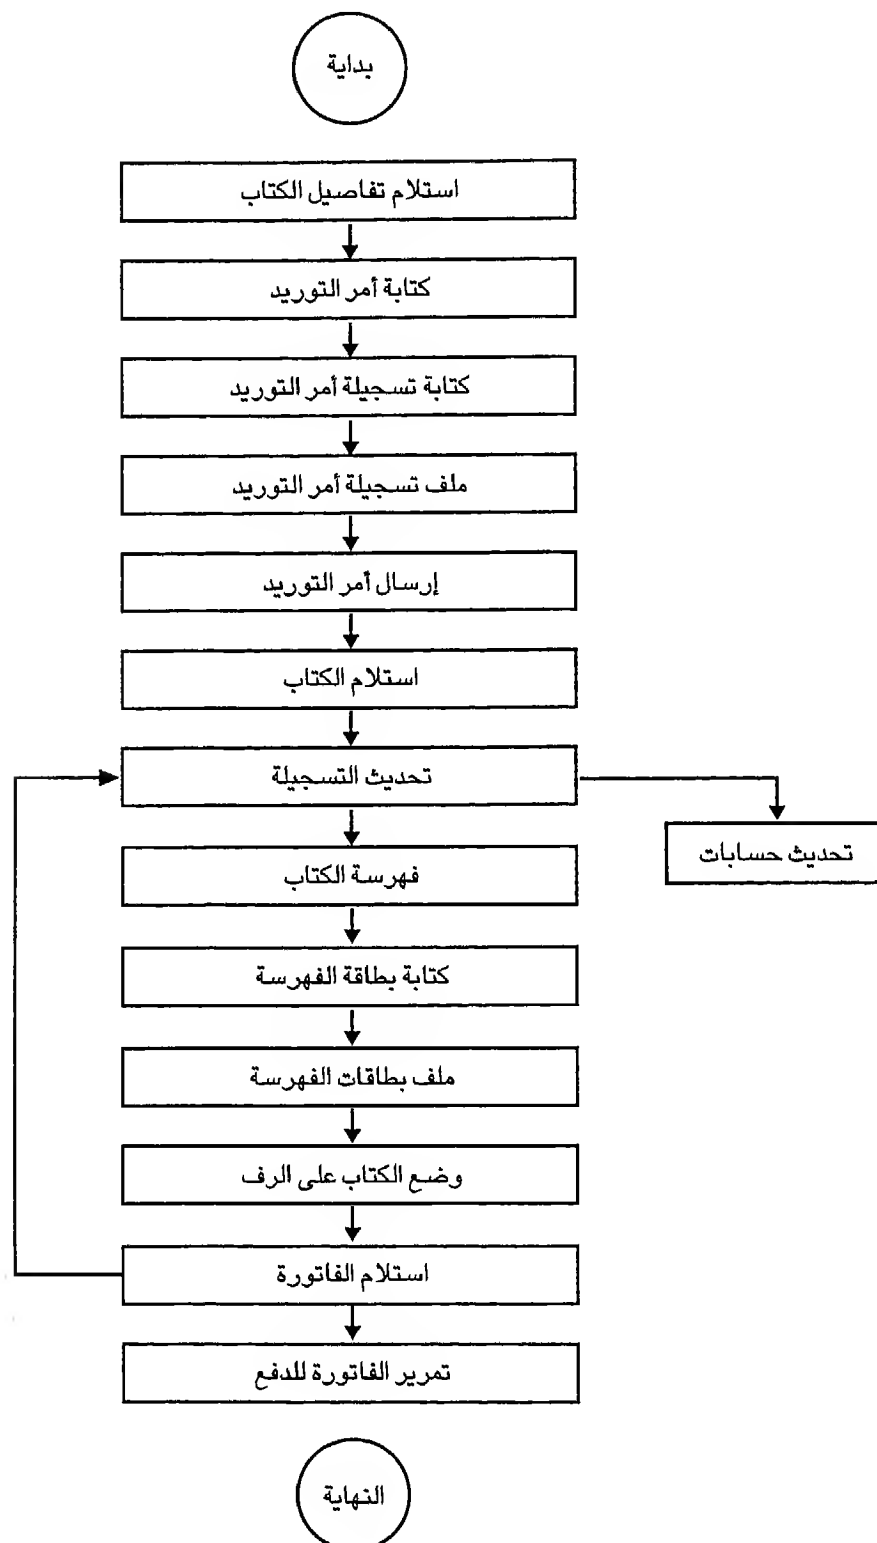 بداية
استلام تفاصيل الكتاب
كتابة أمر التوريد
كتابة تسجيلة أمر التوريد
ملف تسجيلة أمر التوريد
إرسال أمر التوريد
استلام الكتاب
تحديث التسجيلة
تحديث حسابات
فهرسة الكتاب
كتابة بطاقة الفهرسة
ملف بطاقات الفهرسة
وضع الكتاب على الرف
استلام الفاتورة
تمرير الفاتورة للدفع
النهاية